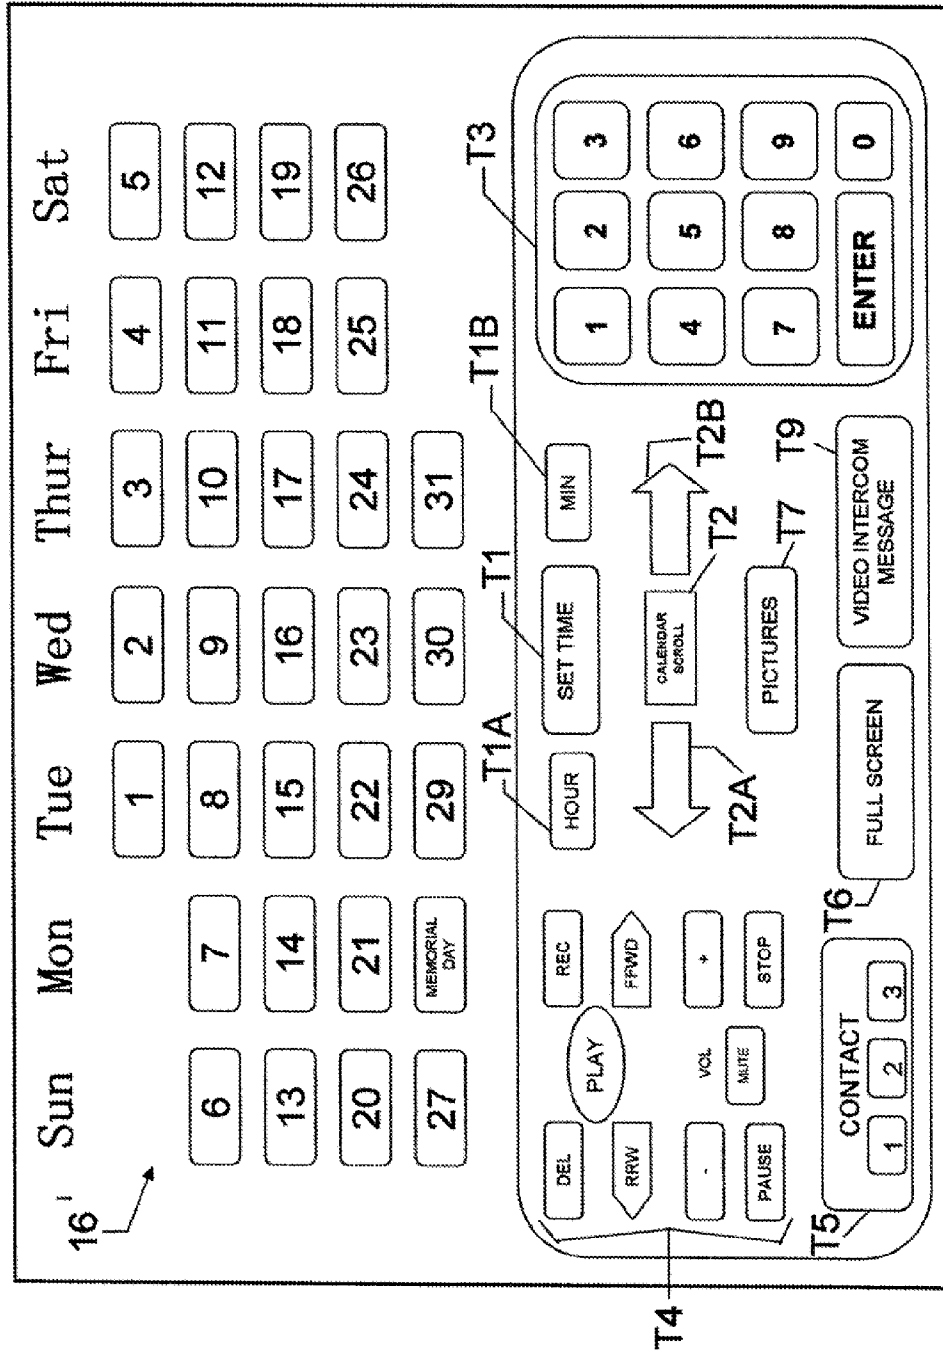 16
Sun Mon Tue Wed Thur Fri Sat
1 2 3 4 5
6 7 8 9 10 11 12
13 14 15 16 17 18 19
20 21 22 23 24 25 26
27 MEMORIAL DAY 29 30 31
T1A T1 T1B T3
DEL REC HOUR SET TIME MIN 1 2 3
PLAY
RRW FFWD CALENDAR SCROLL 4 5 6
T2A T2 T2B
- VOL + PICTURES T7 7 8 9
PAUSE MUTE STOP
T4
T5 T6 T9
CONTACT FULL SCREEN VIDEO INTERCOM MESSAGE ENTER 0
1 2 3